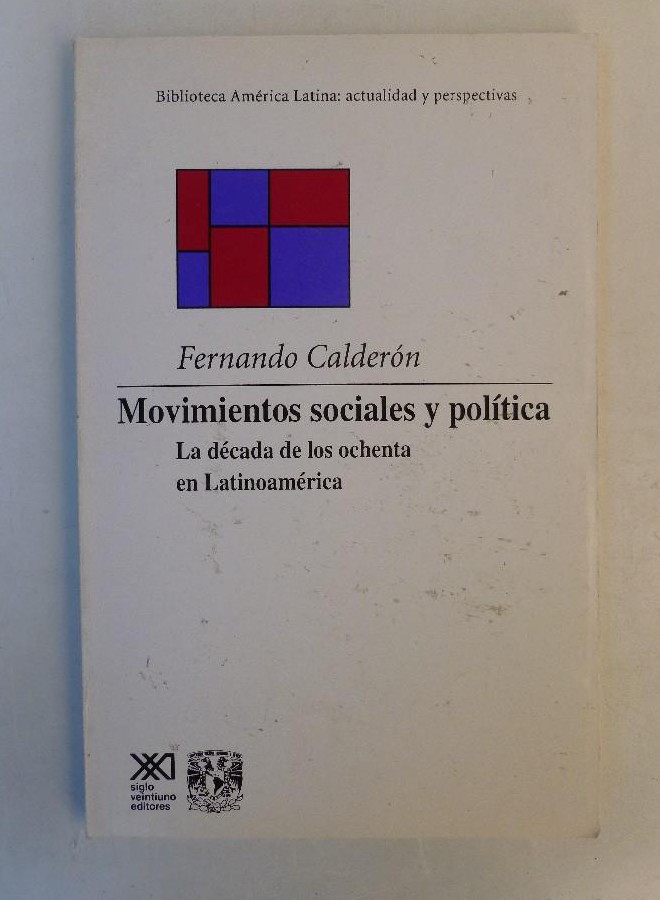 Biblioteca América Latina: actualidad y perspectivas
Fernando Calderón
Movimientos sociales y política
La década de los ochenta
en Latinoamérica
siglo
veintiuno
editores